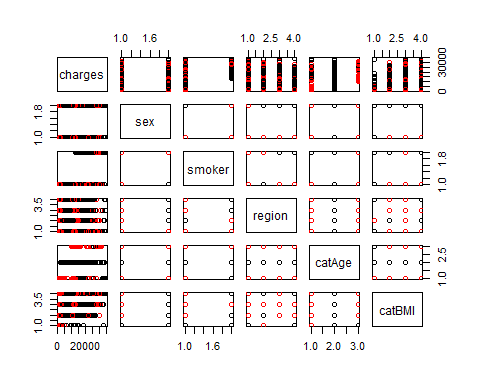 1.0 1.6 1.0 2.5 4.0 1.0 2.5 4.0
charges
0 30000
1.0 1.8
sex
smoker
1.0 1.8
1.0 3.5
region
catAge
1.0 2.5
1.0 3.5
catBMI
0 20000 1.0 1.6 1.0 2.0 3.0